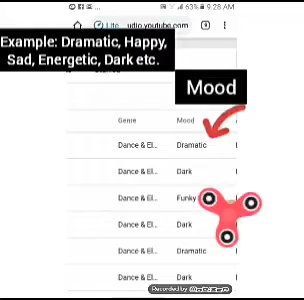 63% 9:28 AM
udio.youtube.com
Example: Dramatic, Happy,
Sad, Energetic, Dark etc.
Mood
Genre Mood
Dance & El... Dramatic
Dance & El... Dark
Dance & El... Funky
Dance & El... Dark
Dance & El... Dramatic
Dance & El... Dark
Recorded by